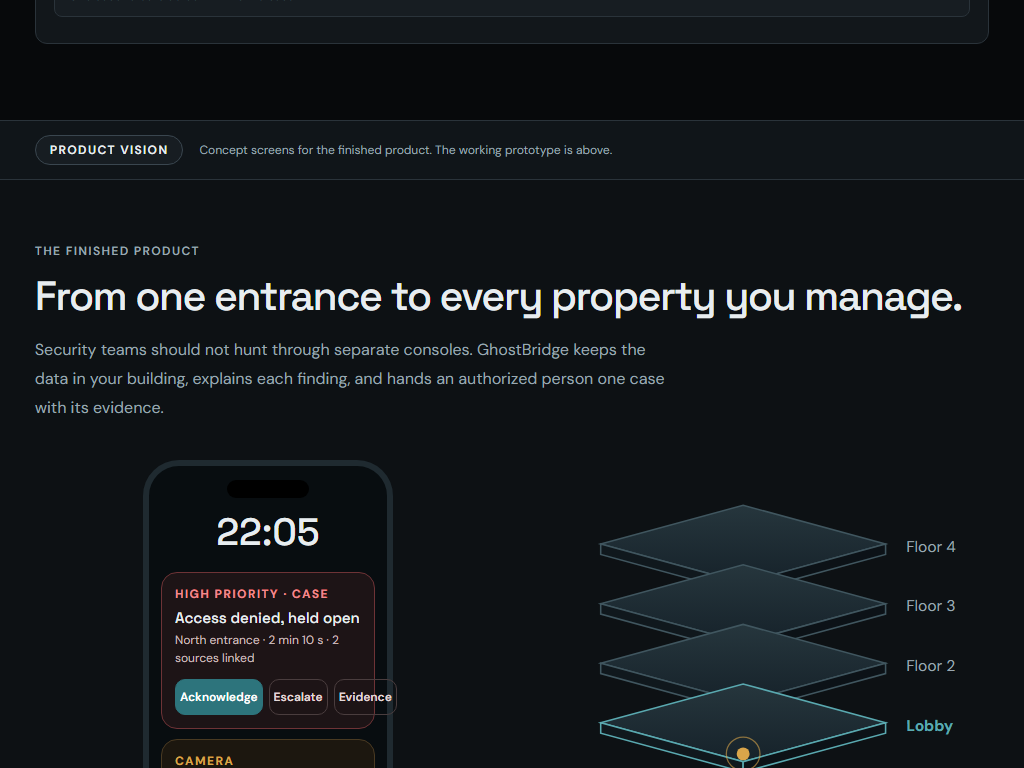 PRODUCT VISION
Concept screens for the finished product. The working prototype is above.
THE FINISHED PRODUCT
From one entrance to every property you manage.
Security teams should not hunt through separate consoles. GhostBridge keeps the
data in your building, explains each finding, and hands an authorized person one case
with its evidence.
22:05
HIGH PRIORITY · CASE
Access denied, held open
North entrance · 2 min 10 s · 2
sources linked
Acknowledge
Escalate
Evidence
CAMERA
Floor 4
Floor 3
Floor 2
Lobby